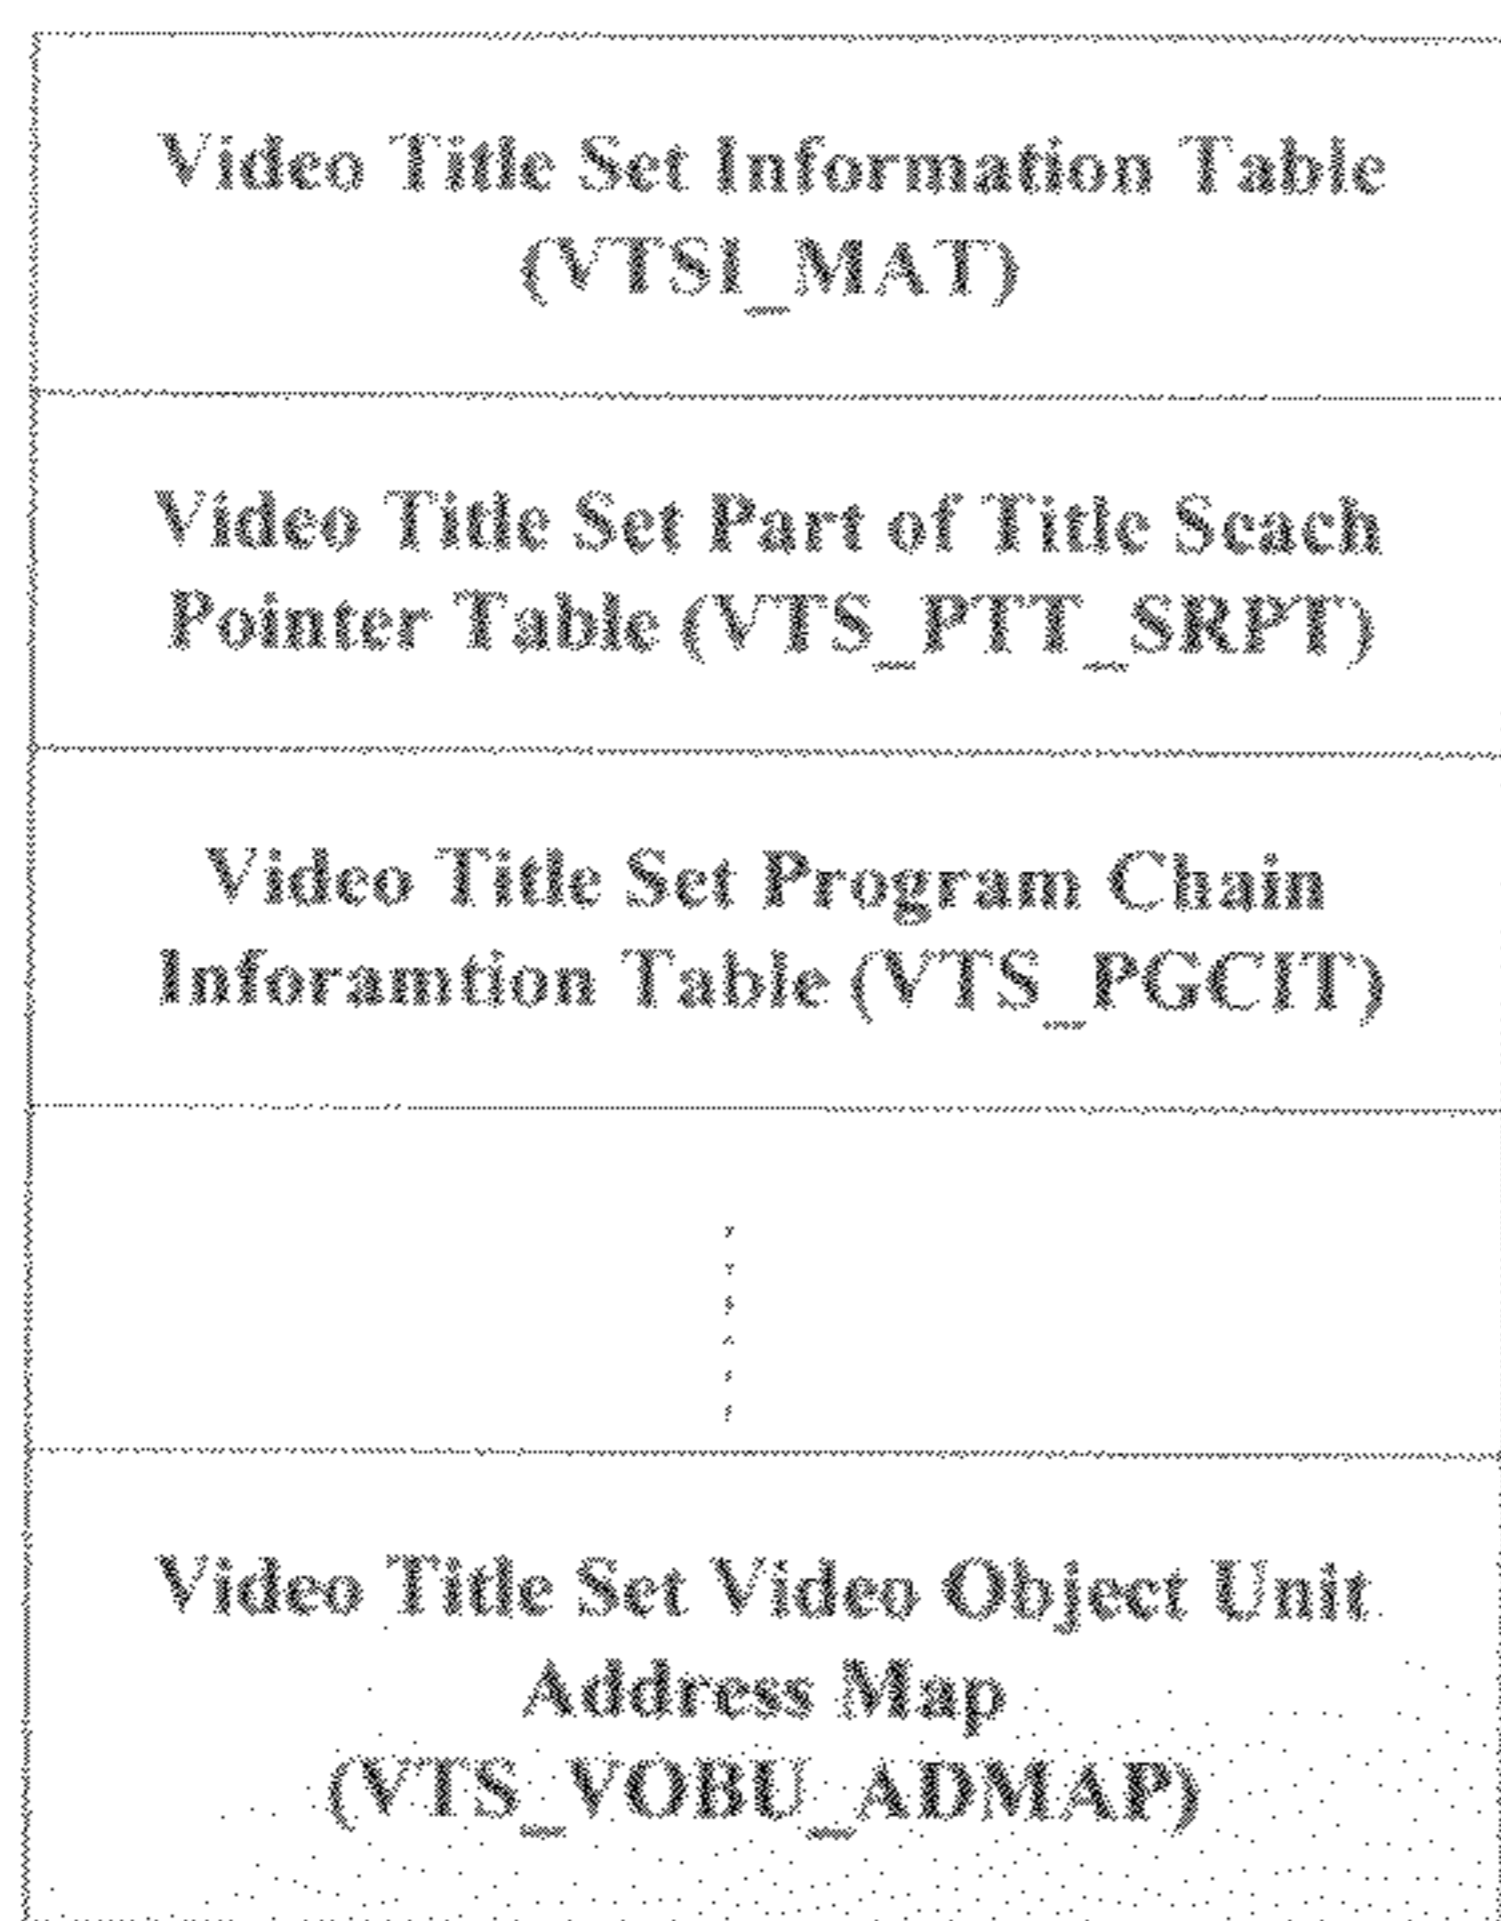 Video Title Set Information Table
(VTSI_MAT)
Video Title Set Part of Title Seach
Pointer Table (VTS_PTT_SRPT)
Video Title Set Program Chain
Inforamtion Table (VTS_PGCIT)
Video Title Set Video Object Unit
Address Map
(VTS_VOBU_ADMAP)